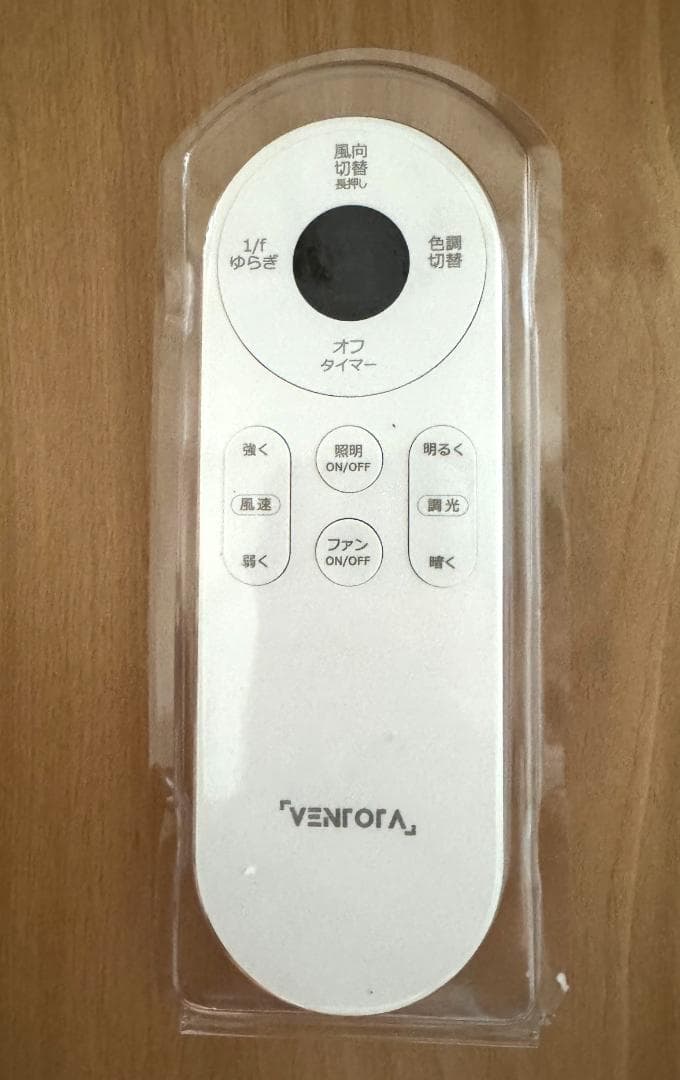 風向
切替
長押し
1/f
ゆらぎ
色調
切替
オフ
タイマー
強く
照明
ON/OFF
明るく
風速
調光
ファン
ON/OFF
弱く
暗く
「VENTOTA」